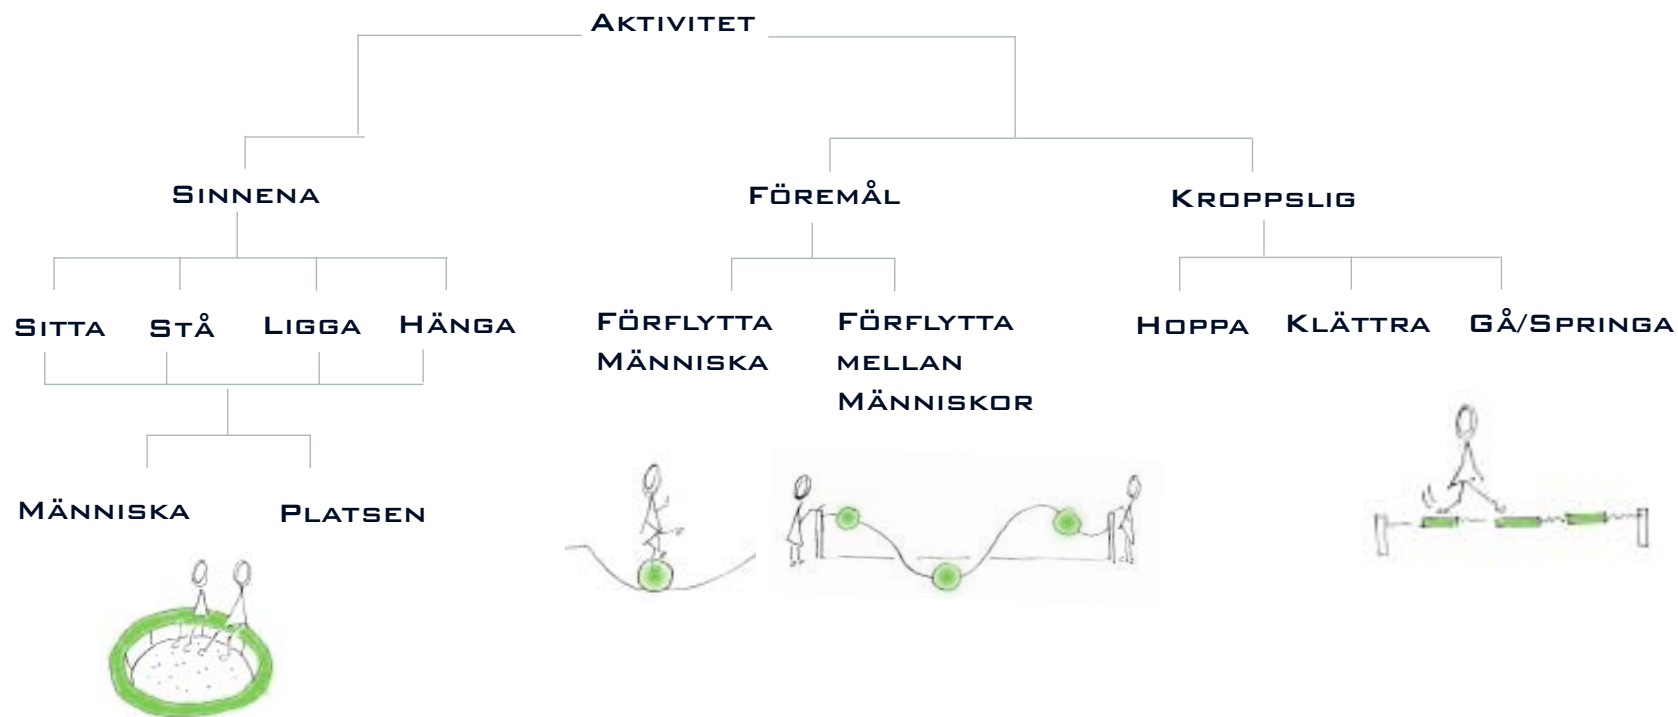 Aktivitet
Sinnena
Föremål
Kroppslig
Sitta
Stå
Ligga
Hänga
Förflytta
Människa
Förflytta
mellan
Människor
Hoppa
Klättra
Gå/Springa
Människa
Platsen